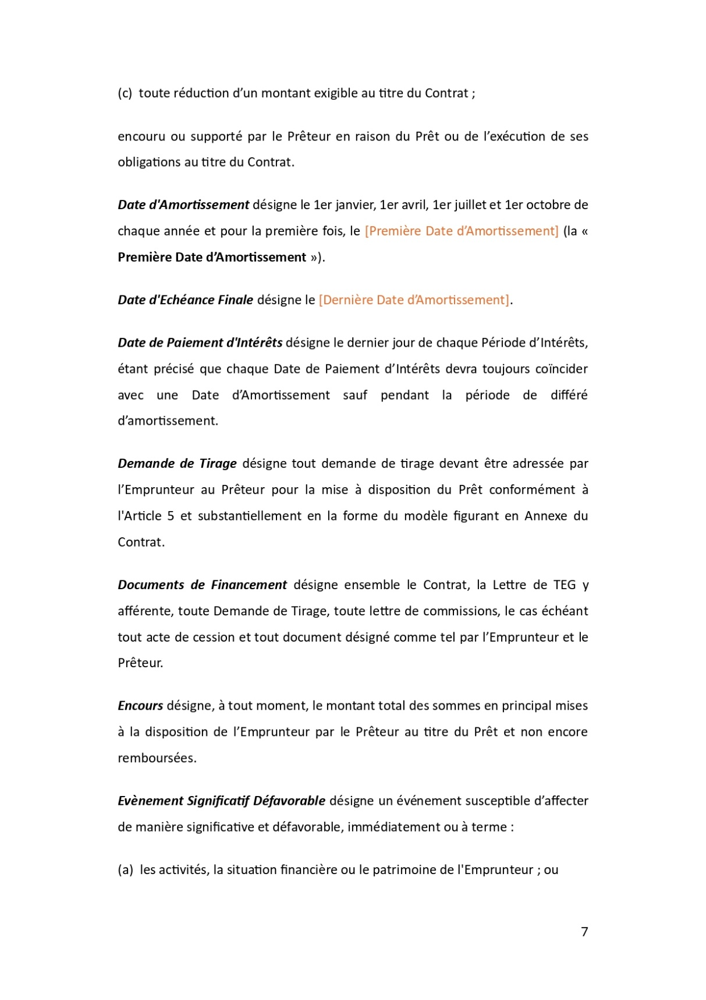 (c) toute réduction d’un montant exigible au titre du Contrat ;
encouru ou supporté par le Prêteur en raison du Prêt ou de l’exécution de ses
obligations au titre du Contrat.
Date d'Amortissement désigne le 1er janvier, 1er avril, 1er juillet et 1er octobre de
chaque année et pour la première fois, le [Première Date d’Amortissement] (la «
Première Date d’Amortissement »).
Date d'Echéance Finale désigne le [Dernière Date d’Amortissement].
Date de Paiement d'Intérêts désigne le dernier jour de chaque Période d’Intérêts,
étant précisé que chaque Date de Paiement d’Intérêts devra toujours coïncider
avec une Date d’Amortissement sauf pendant la période de différé
d’amortissement.
Demande de Tirage désigne tout demande de tirage devant être adressée par
l’Emprunteur au Prêteur pour la mise à disposition du Prêt conformément à
l'Article 5 et substantiellement en la forme du modèle figurant en Annexe du
Contrat.
Documents de Financement désigne ensemble le Contrat, la Lettre de TEG y
afférente, toute Demande de Tirage, toute lettre de commissions, le cas échéant
tout acte de cession et tout document désigné comme tel par l’Emprunteur et le
Prêteur.
Encours désigne, à tout moment, le montant total des sommes en principal mises
à la disposition de l’Emprunteur par le Prêteur au titre du Prêt et non encore
remboursées.
Evènement Significatif Défavorable désigne un événement susceptible d’affecter
de manière significative et défavorable, immédiatement ou à terme :
(a) les activités, la situation financière ou le patrimoine de l'Emprunteur ; ou
7